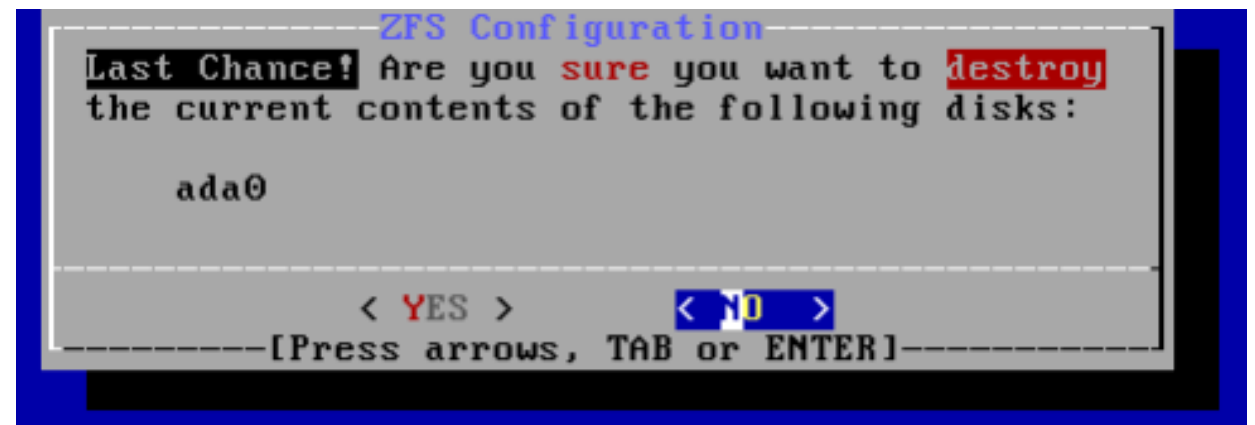 ZFS Configuration
Last Chance! Are you sure you want to destroy
the current contents of the following disks:
ada0
< YES > < NO >
[Press arrows, TAB or ENTER]